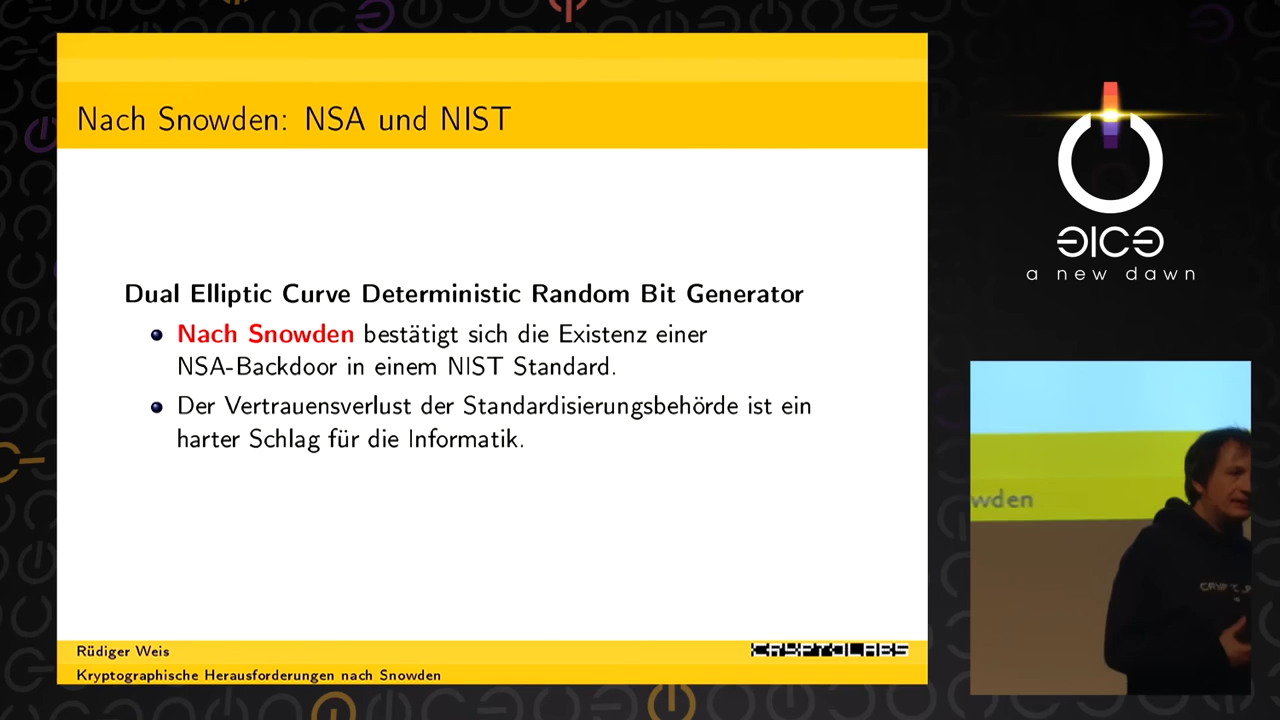 Nach Snowden: NSA und NIST
Dual Elliptic Curve Deterministic Random Bit Generator
Nach Snowden bestätigt sich die Existenz einer
NSA-Backdoor in einem NIST Standard.
Der Vertrauensverlust der Standardisierungsbehörde ist ein
harter Schlag für die Informatik.
Rüdiger Weis
CRYPTOLABS
Kryptographische Herausforderungen nach Snowden
a new dawn
wden